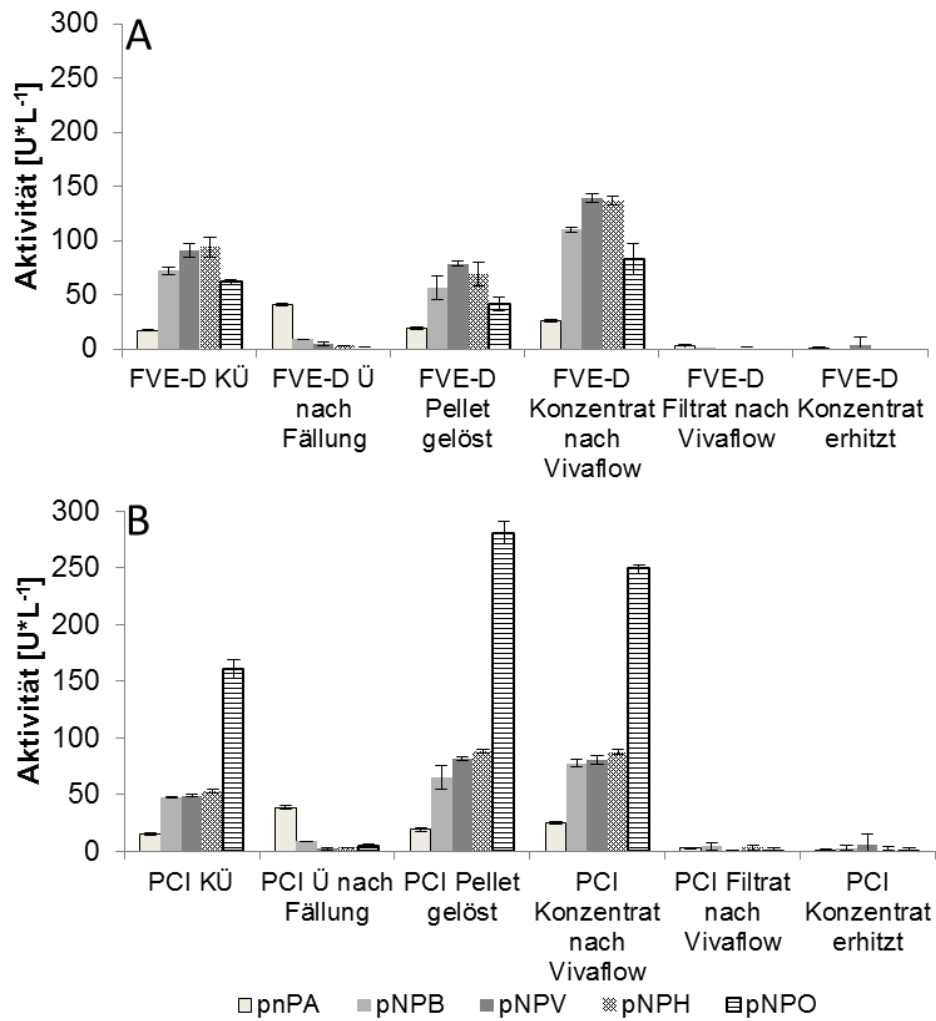 A
Aktivität [U*L-1]
300
250
200
150
100
50
0
FVE-D KÜ
FVE-D Ü
nach
Fällung
FVE-D
Pellet
gelöst
FVE-D
Konzentrat
nach
Vivaflow
FVE-D
Filtrat nach
Vivaflow
FVE-D
Konzentrat
erhitzt
B
Aktivität [U*L-1]
300
250
200
150
100
50
0
PCI KÜ
PCI Ü nach
Fällung
PCI Pellet
gelöst
PCI
Konzentrat
nach
Vivaflow
PCI Filtrat
nach
Vivaflow
PCI
Konzentrat
erhitzt
pnPA pNPB pNPV pNPH pNPO